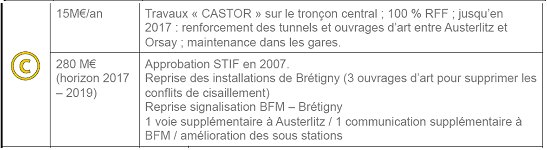 15M€/an
Travaux « CASTOR » sur le tronçon central ; 100 % RFF ; jusqu'en
2017 : renforcement des tunnels et ouvrages d'art entre Austerlitz et
Orsay ; maintenance dans les gares.
C
280 M€
(horizon 2017
– 2019)
Approbation STIF en 2007.
Reprise des installations de Brétigny (3 ouvrages d'art pour supprimer les
conflits de cisaillement)
Reprise signalisation BFM – Brétigny
1 voie supplémentaire à Austerlitz / 1 communication supplémentaire à
BFM / amélioration des sous stations